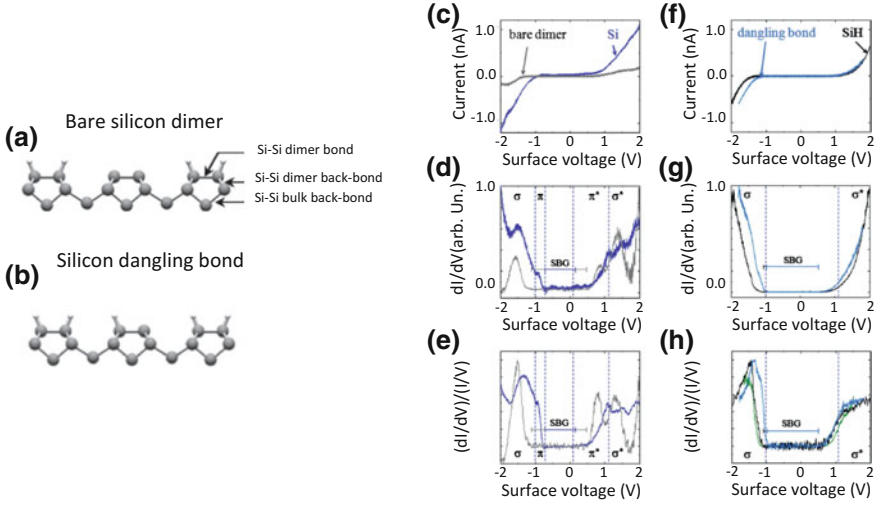 (a)
Bare silicon dimer
Si-Si dimer bond
Si-Si dimer back-bond
Si-Si bulk back-bond
(b)
Silicon dangling bond
(c)
Current (nA)
1.0
0.0
-1.0
bare dimer
Si
-2 -1 0 1 2
Surface voltage (V)
(d)
dI/dV(arb. Un.)
1.0
0.0
σ π π* σ*
SBG
-2 -1 0 1 2
Surface voltage (V)
(e)
(dI/dV)/(I/V)
SBG
σ π π* σ*
-2 -1 0 1 2
Surface voltage (V)
(f)
Current (nA)
1.0
0.0
-1.0
dangling bond
SiH
-2 -1 0 1 2
Surface voltage (V)
(g)
dI/dV(arb. Un.)
1.0
0.0
σ σ*
SBG
-2 -1 0 1 2
Surface voltage (V)
(h)
(dI/dV)/(I/V)
SBG
σ σ*
-2 -1 0 1 2
Surface voltage (V)